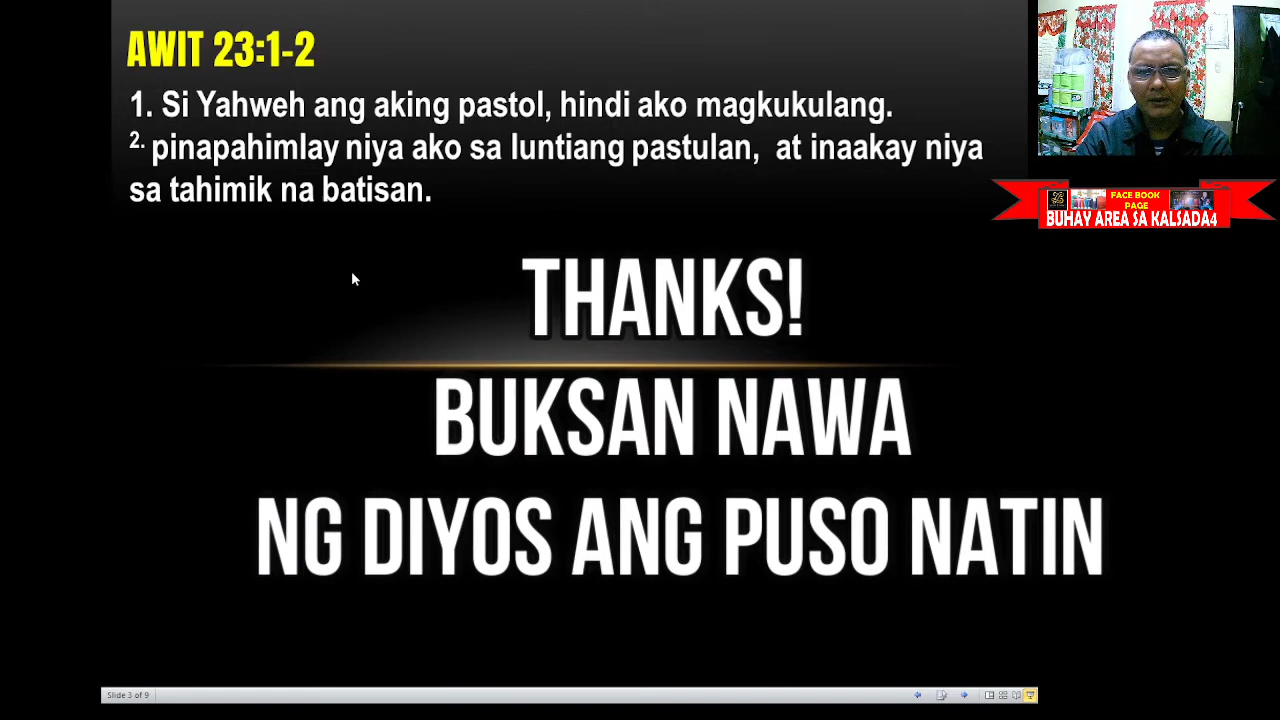 AWIT 23:1-2
1. Si Yahweh ang aking pastol, hindi ako magkukulang.
2. pinapahimlay niya ako sa luntiang pastulan, at inaakay niya
sa tahimik na batisan.
FACE BOOK
PAGE
BUHAY AREA SA KALSADA4
THANKS!
BUKSAN NAWA
NG DIYOS ANG PUSO NATIN
Slide 3 of 9